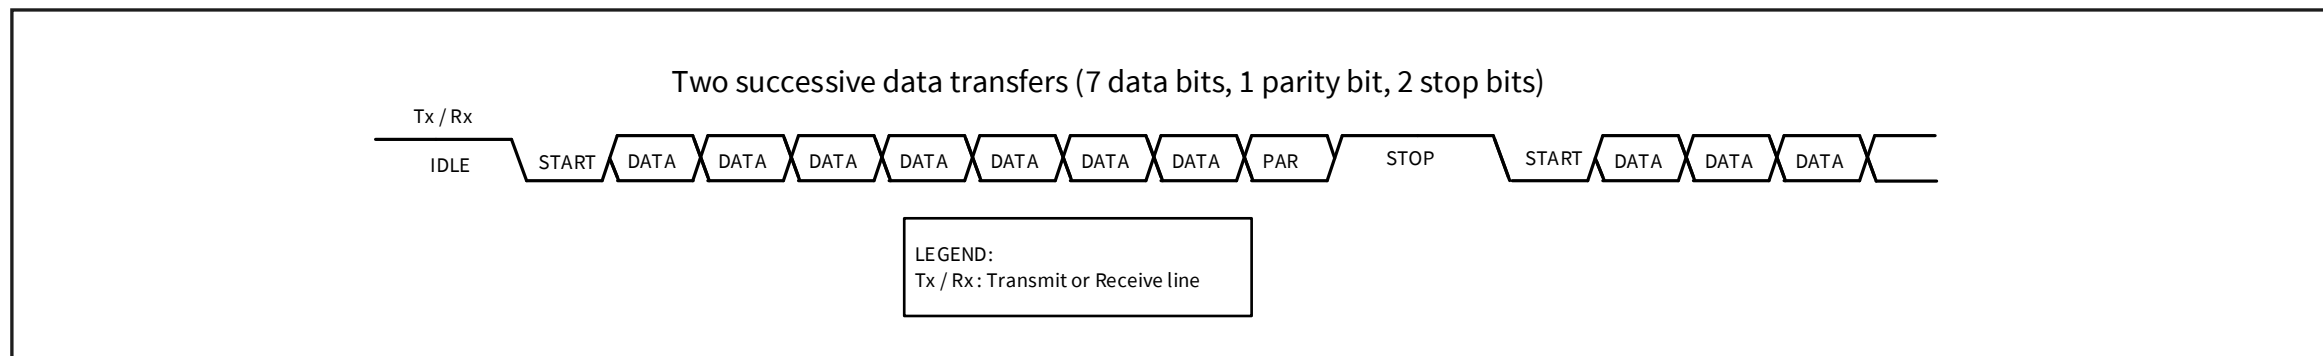 Two successive data transfers (7 data bits, 1 parity bit, 2 stop bits)
Tx / Rx
IDLE START DATA DATA DATA DATA DATA DATA DATA PAR STOP START DATA DATA DATA
LEGEND:
Tx / Rx : Transmit or Receive line